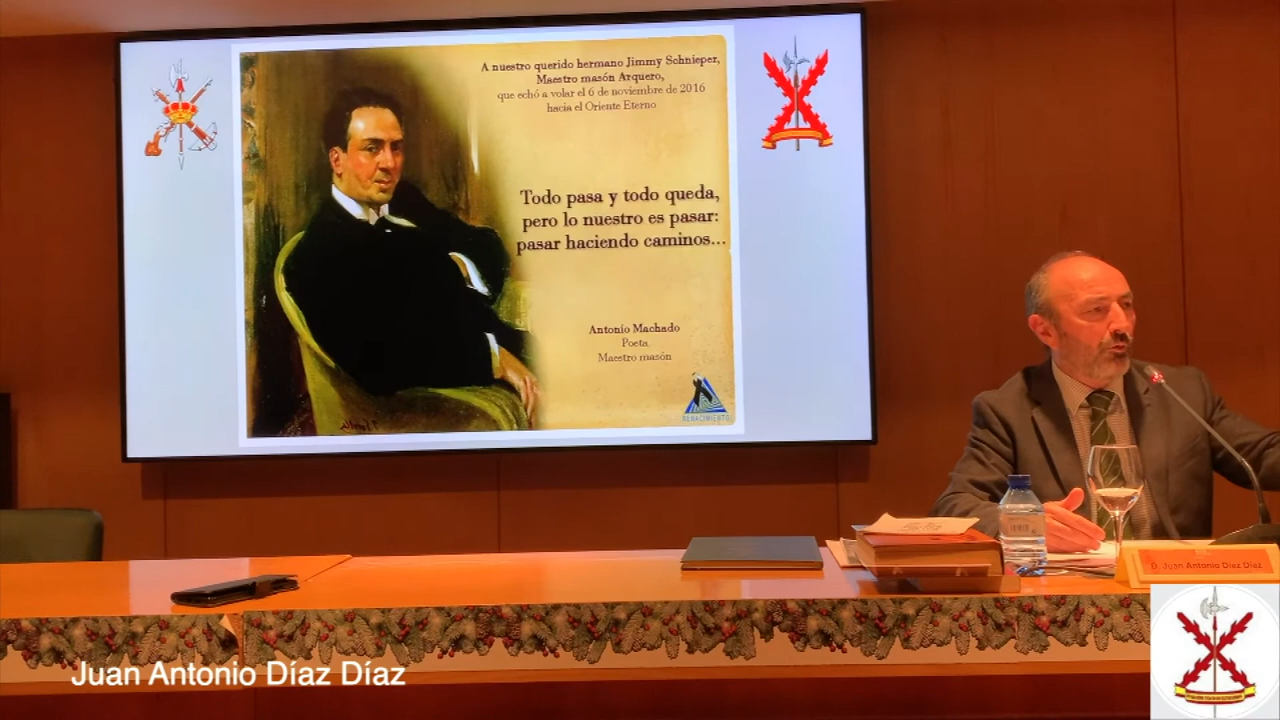 A nuestro querido hermano Jimmy Schnieper,
Maestro masón Arquero,
que echó a volar el 6 de noviembre de 2016
hacia el Oriente Eterno
Todo pasa y todo queda,
pero lo nuestro es pasar:
pasar haciendo caminos...
Antonio Machado
Poeta
Maestro masón
RENACIMIENTO
D. Juan Antonio Díaz Díaz
Juan Antonio Díaz Díaz